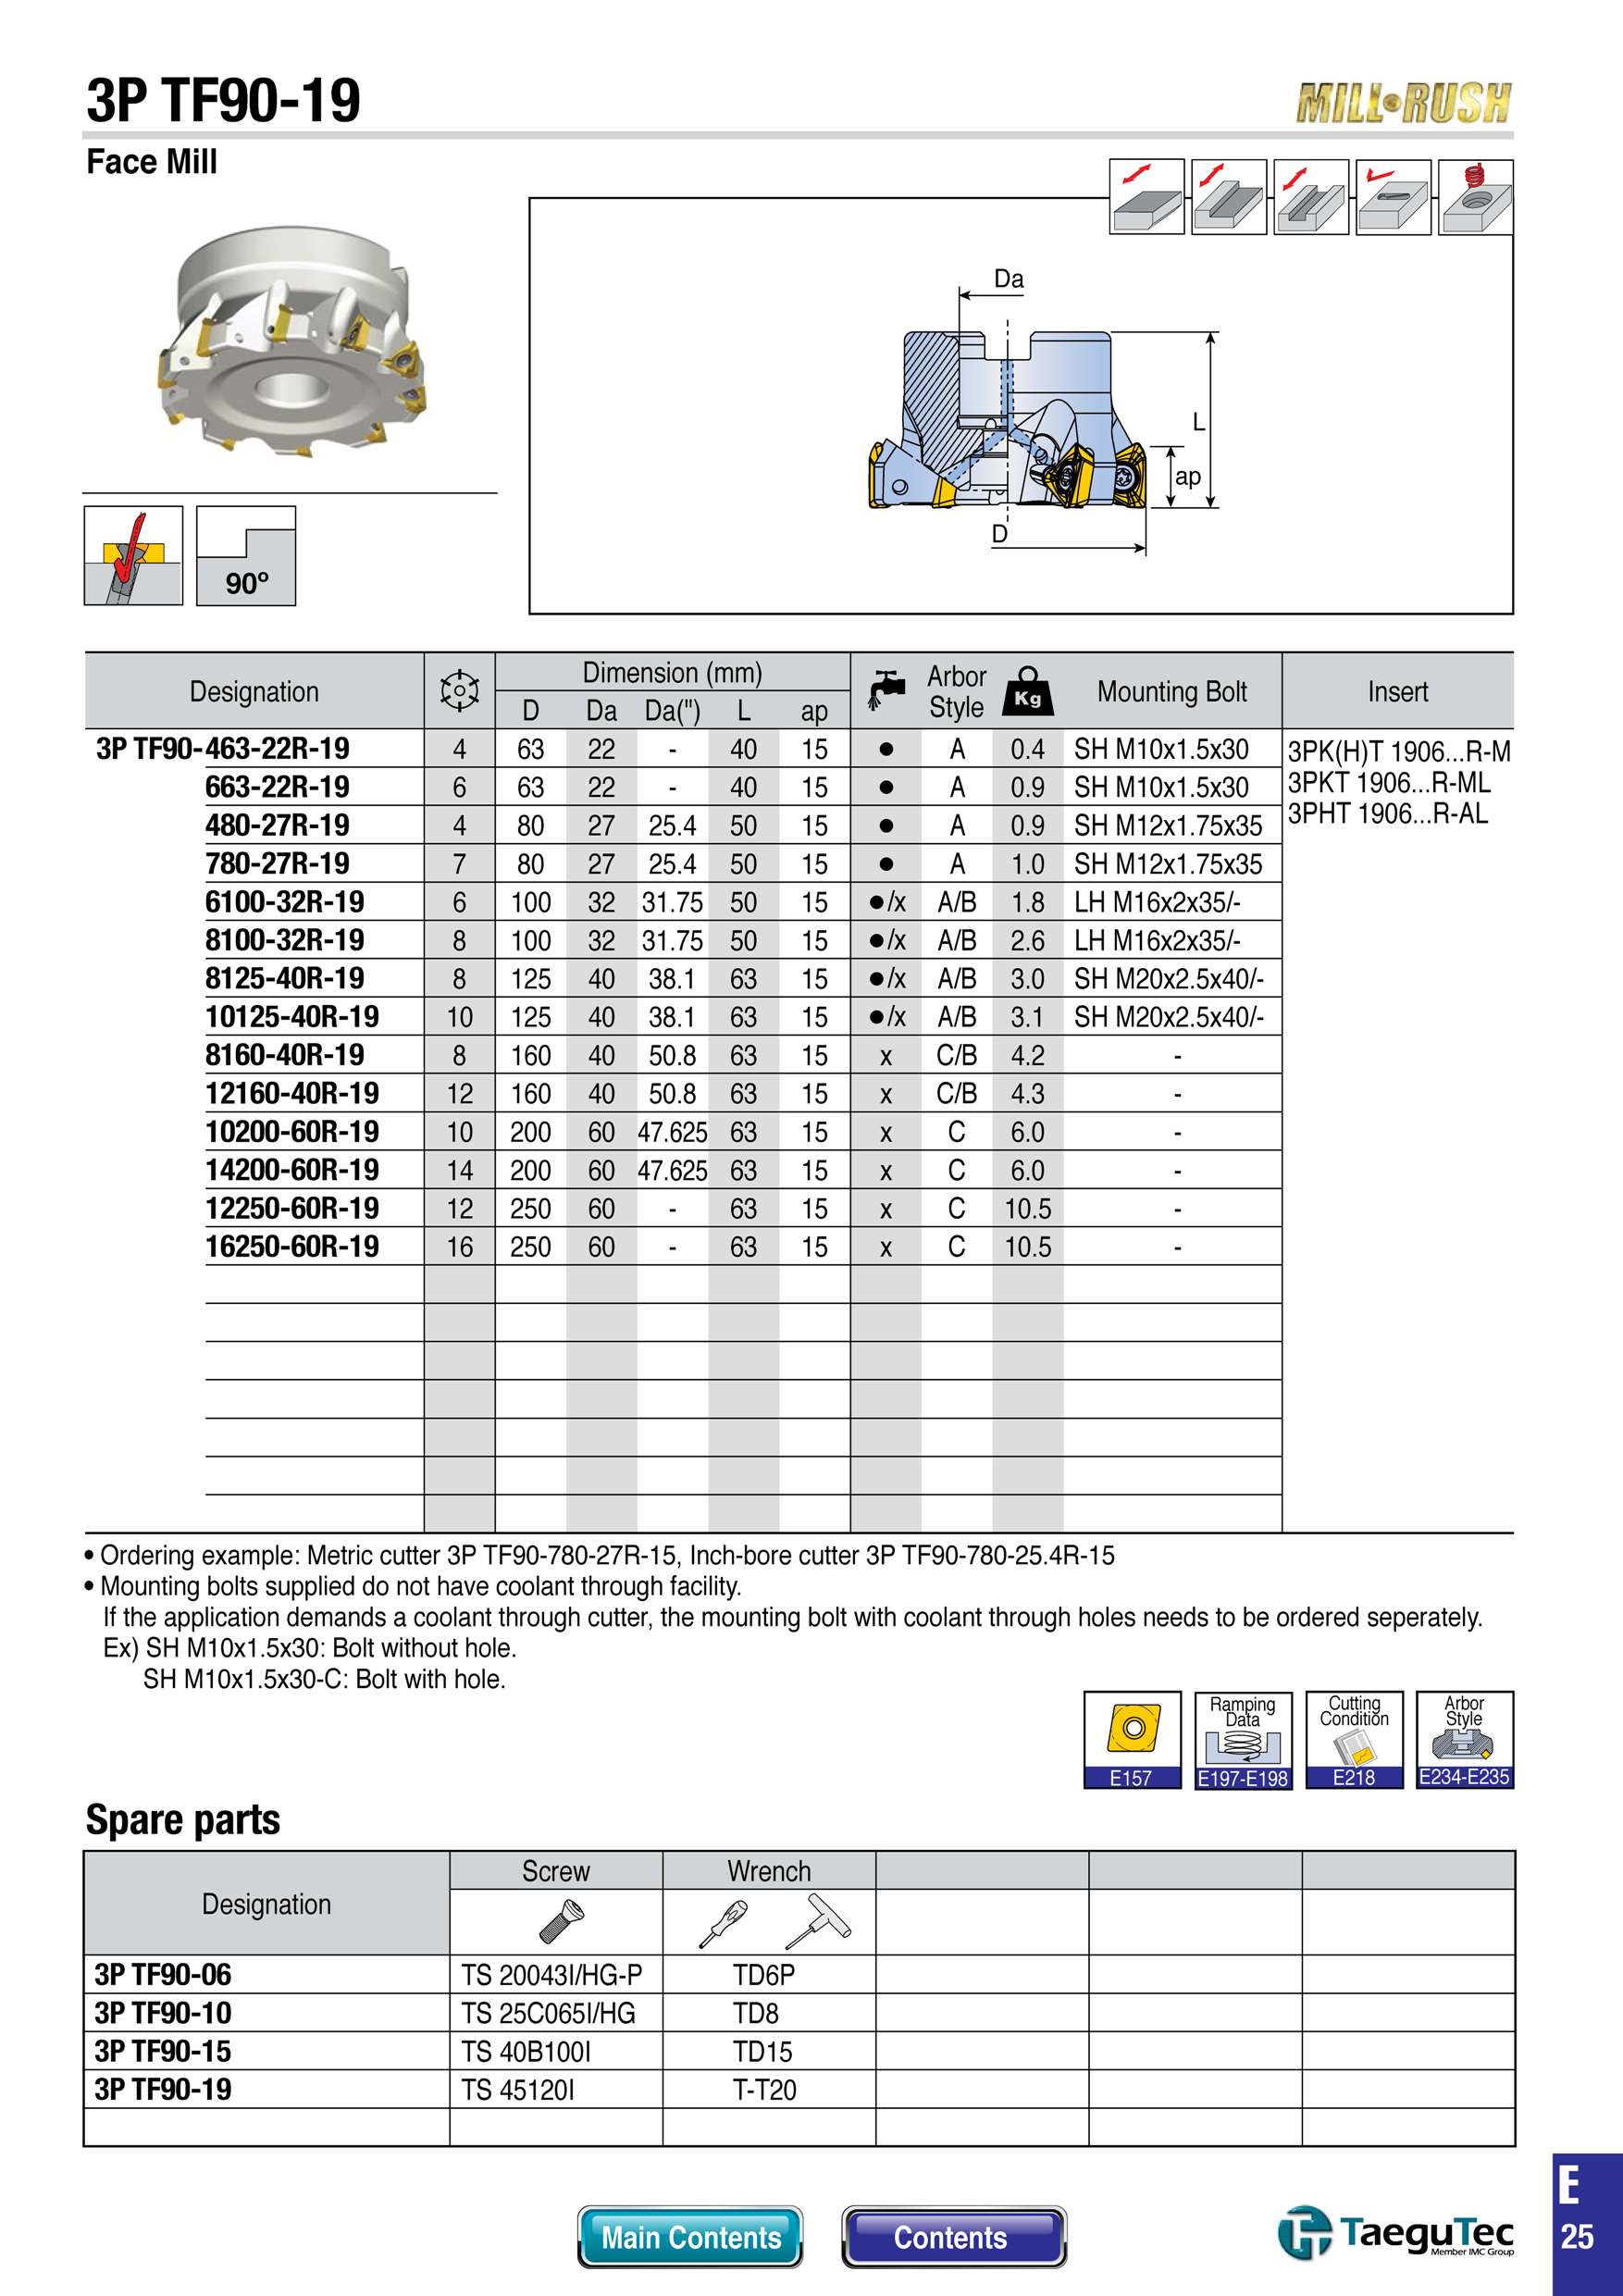 3P TF90-19
MILL•RUSH
Face Mill
Da
L
ap
D
90º
Designation
Dimension (mm)
D Da Da(") L ap
Arbor Style
Kg
Mounting Bolt
Insert
3P TF90-463-22R-19 4 63 22 - 40 15 ● A 0.4 SH M10x1.5x30
663-22R-19 6 63 22 - 40 15 ● A 0.9 SH M10x1.5x30
480-27R-19 4 80 27 25.4 50 15 ● A 0.9 SH M12x1.75x35
780-27R-19 7 80 27 25.4 50 15 ● A 1.0 SH M12x1.75x35
6100-32R-19 6 100 32 31.75 50 15 ●/x A/B 1.8 LH M16x2x35/-
8100-32R-19 8 100 32 31.75 50 15 ●/x A/B 2.6 LH M16x2x35/-
8125-40R-19 8 125 40 38.1 63 15 ●/x A/B 3.0 SH M20x2.5x40/-
10125-40R-19 10 125 40 38.1 63 15 ●/x A/B 3.1 SH M20x2.5x40/-
8160-40R-19 8 160 40 50.8 63 15 x C/B 4.2 -
12160-40R-19 12 160 40 50.8 63 15 x C/B 4.3 -
10200-60R-19 10 200 60 47.625 63 15 x C 6.0 -
14200-60R-19 14 200 60 47.625 63 15 x C 6.0 -
12250-60R-19 12 250 60 - 63 15 x C 10.5 -
16250-60R-19 16 250 60 - 63 15 x C 10.5 -
3PK(H)T 1906...R-M
3PKT 1906...R-ML
3PHT 1906...R-AL
• Ordering example: Metric cutter 3P TF90-780-27R-15, Inch-bore cutter 3P TF90-780-25.4R-15
• Mounting bolts supplied do not have coolant through facility.
If the application demands a coolant through cutter, the mounting bolt with coolant through holes needs to be ordered seperately.
Ex) SH M10x1.5x30: Bolt without hole.
SH M10x1.5x30-C: Bolt with hole.
E157
Ramping Data
E197-E198
Cutting Condition
E218
Arbor Style
E234-E235
Spare parts
Designation
Screw
Wrench
3P TF90-06 TS 20043I/HG-P TD6P
3P TF90-10 TS 25C065I/HG TD8
3P TF90-15 TS 40B100I TD15
3P TF90-19 TS 45120I T-T20
Main Contents
Contents
TaeguTec
Member IMC Group
E
25